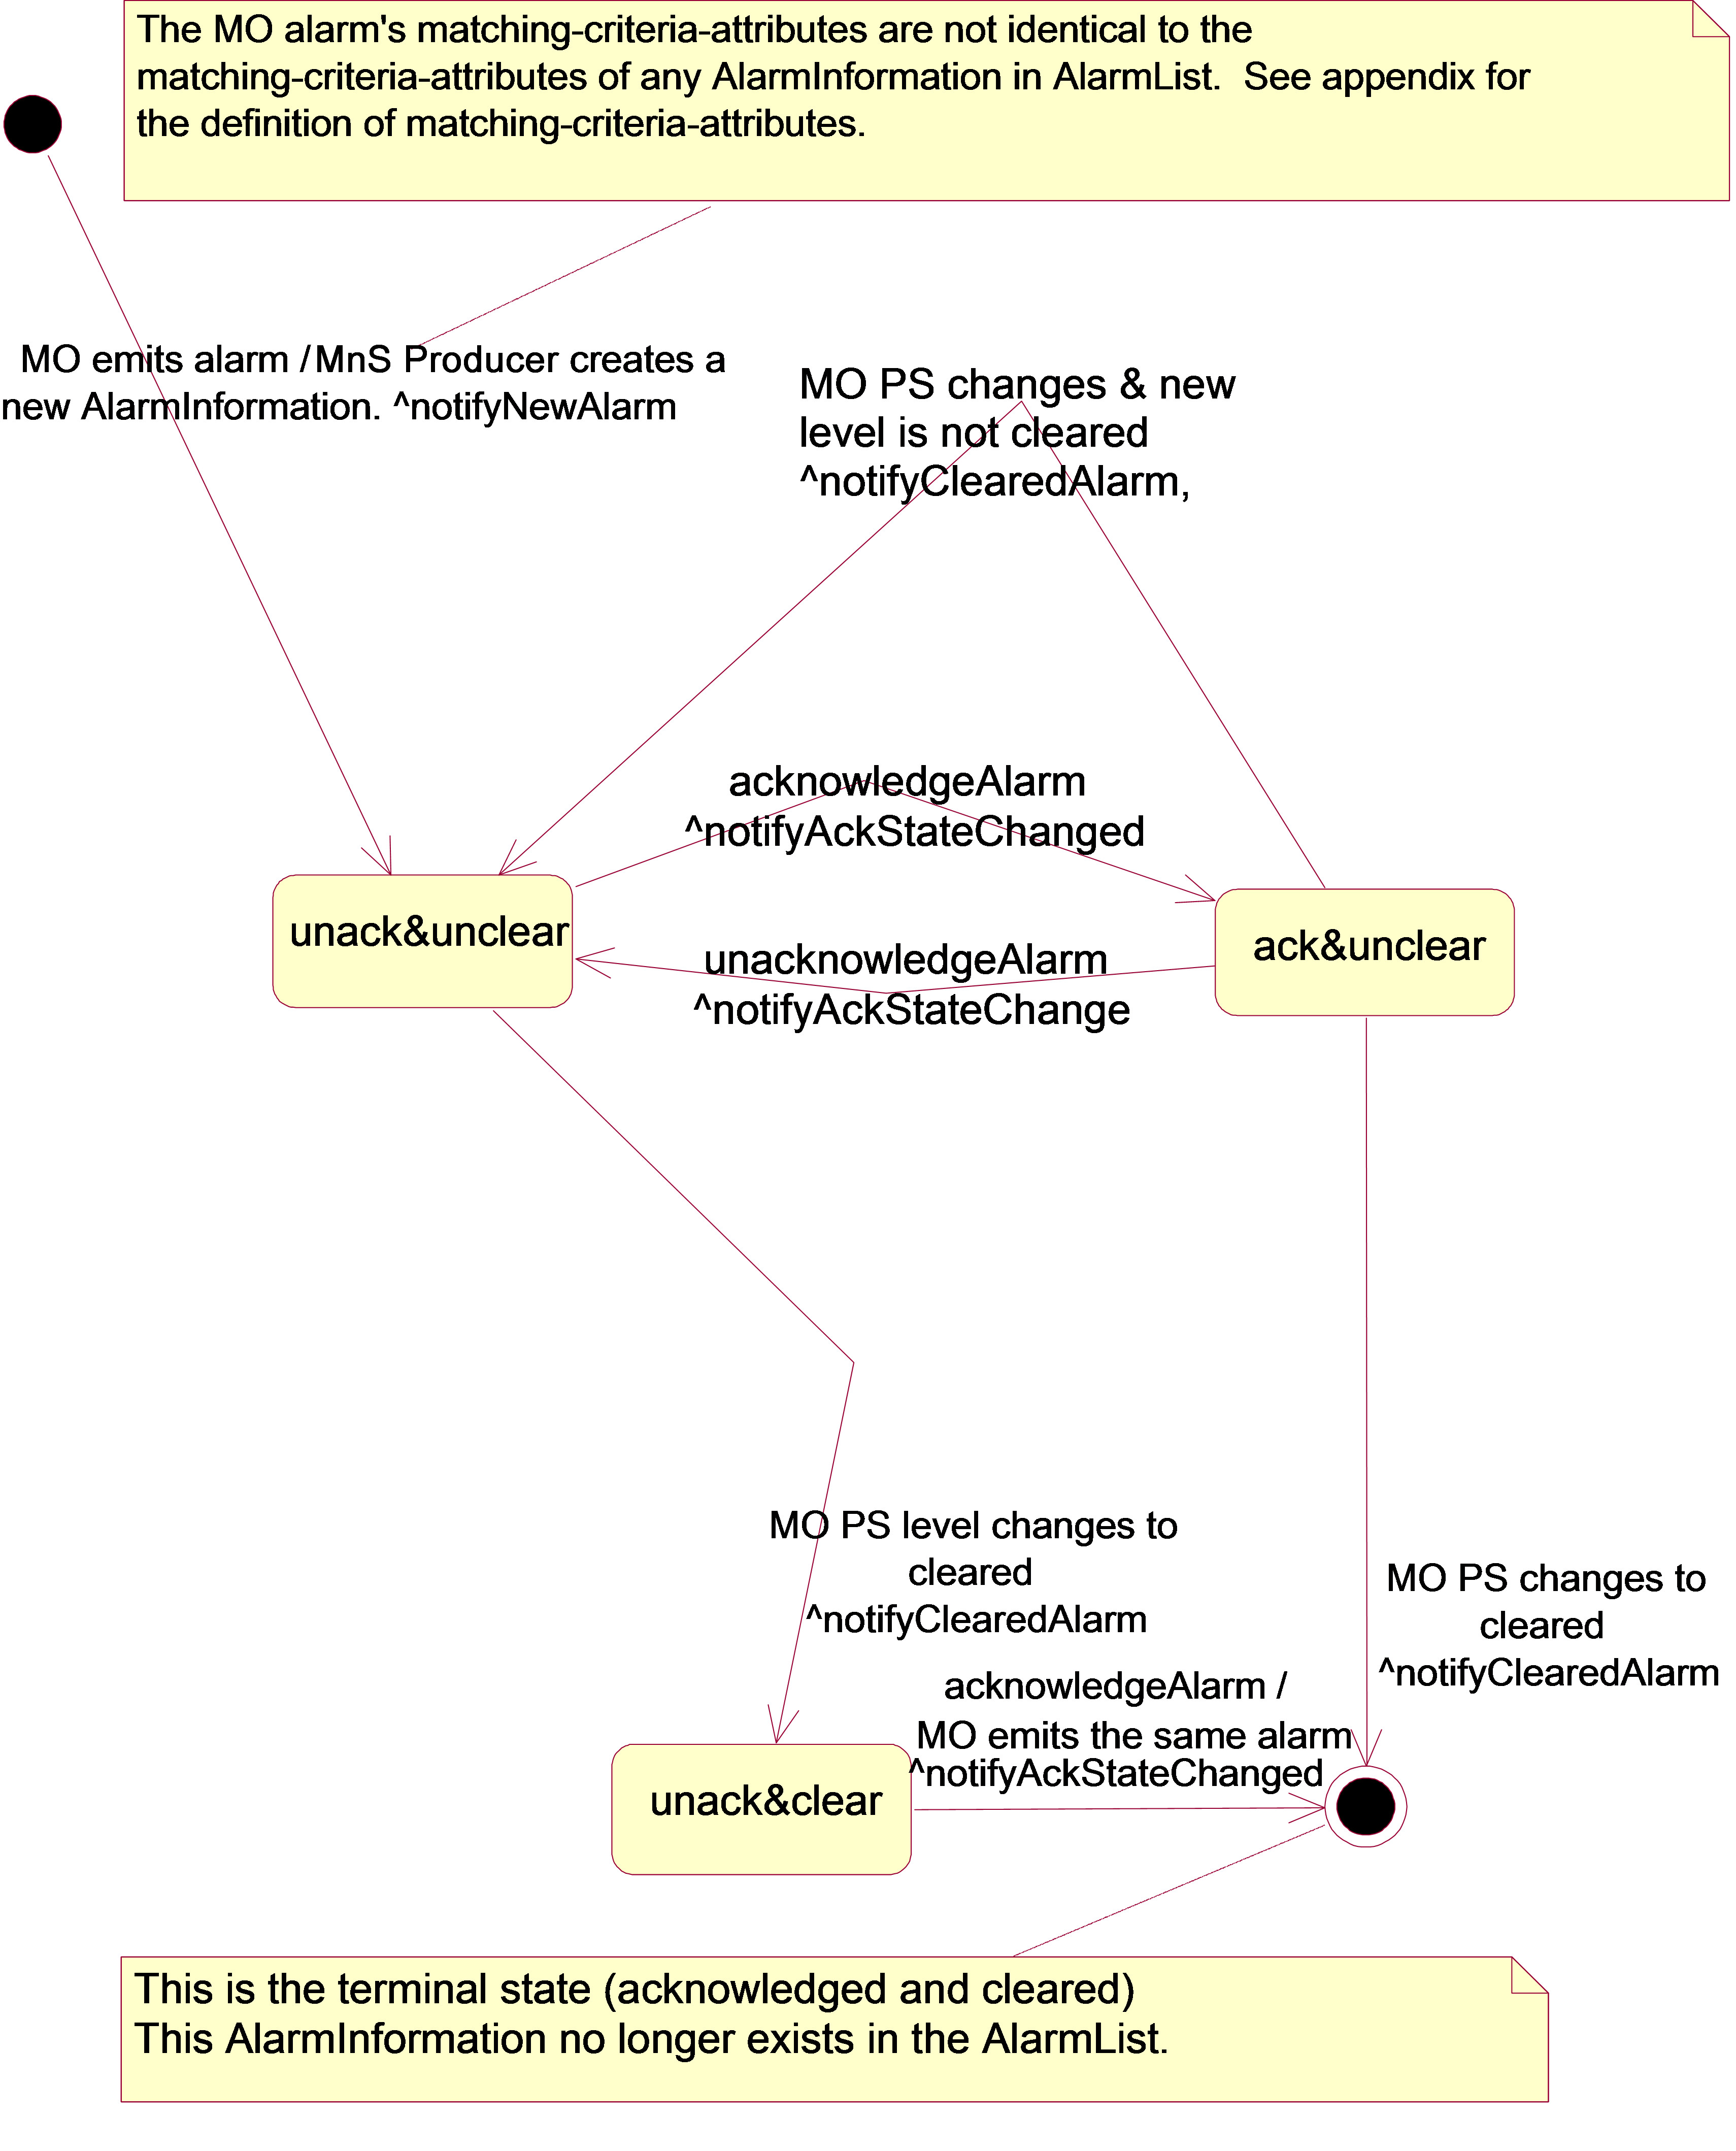 The MO alarm's matching-criteria-attributes are not identical to the
matching-criteria-attributes of any AlarmInformation in AlarmList.  See appendix for
the definition of matching-criteria-attributes.
MO emits alarm / MnS Producer creates a
new AlarmInformation. ^notifyNewAlarm
MO PS changes & new
level is not cleared
^notifyClearedAlarm,
acknowledgeAlarm
^notifyAckStateChanged
unack&unclear
ack&unclear
unacknowledgeAlarm
^notifyAckStateChange
MO PS level changes to
cleared
^notifyClearedAlarm
MO PS changes to
cleared
^notifyClearedAlarm
acknowledgeAlarm /
MO emits the same alarm
^notifyAckStateChanged
unack&clear
This is the terminal state (acknowledged and cleared)
This AlarmInformation no longer exists in the AlarmList.